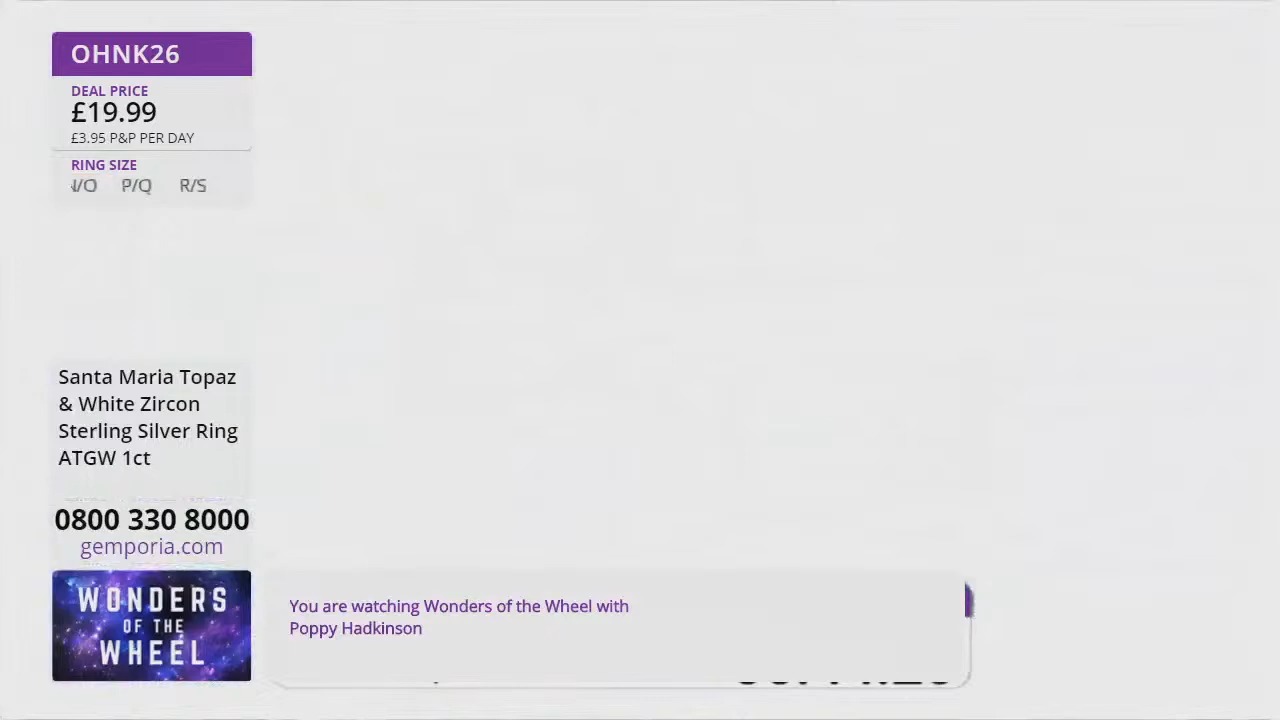 OHNK26
DEAL PRICE
£19.99
£3.95 P&P PER DAY
RING SIZE
P/Q R/S
Santa Maria Topaz
& White Zircon
Sterling Silver Ring
ATGW 1ct
0800 330 8000
gemporia.com
WONDERS
OF THE
WHEEL
You are watching Wonders of the Wheel with
Poppy Hadkinson